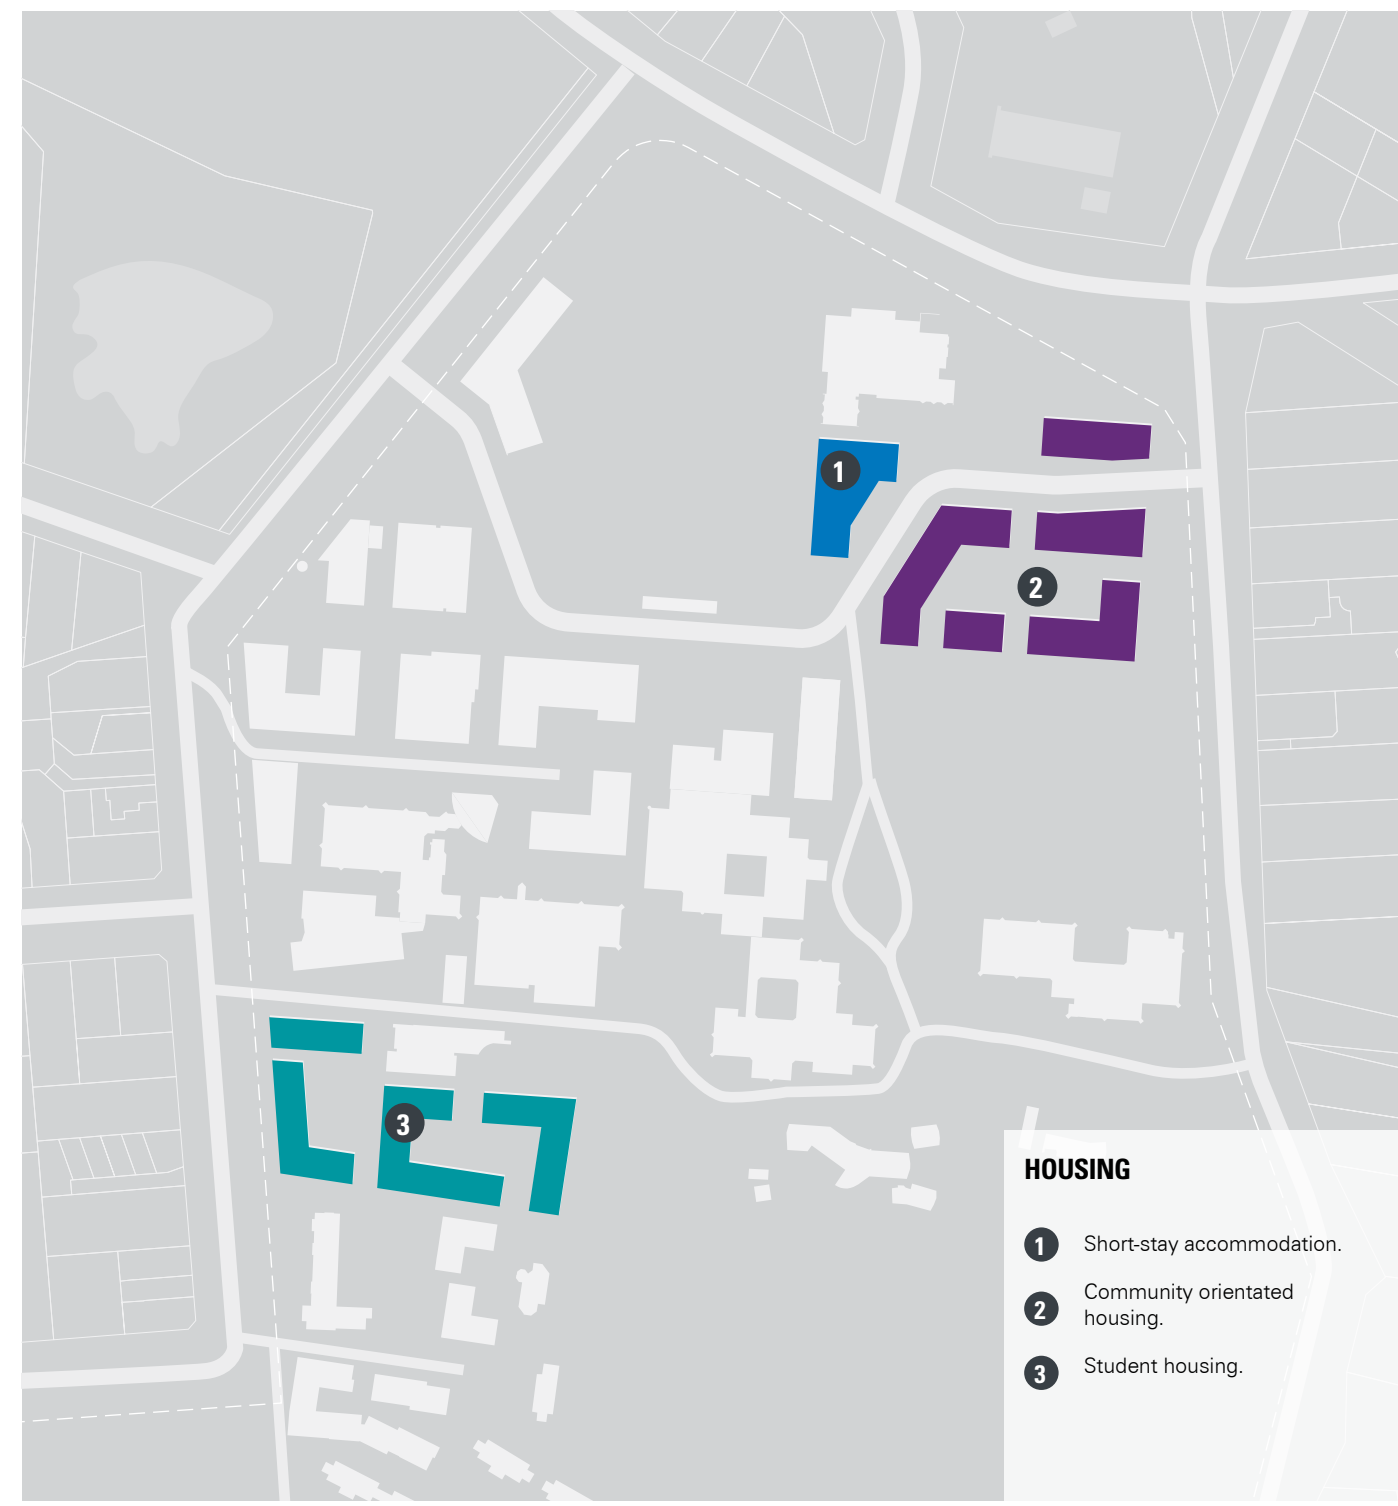 1
2
3
HOUSING
1 Short-stay accommodation.
2 Community orientated
housing.
3 Student housing.